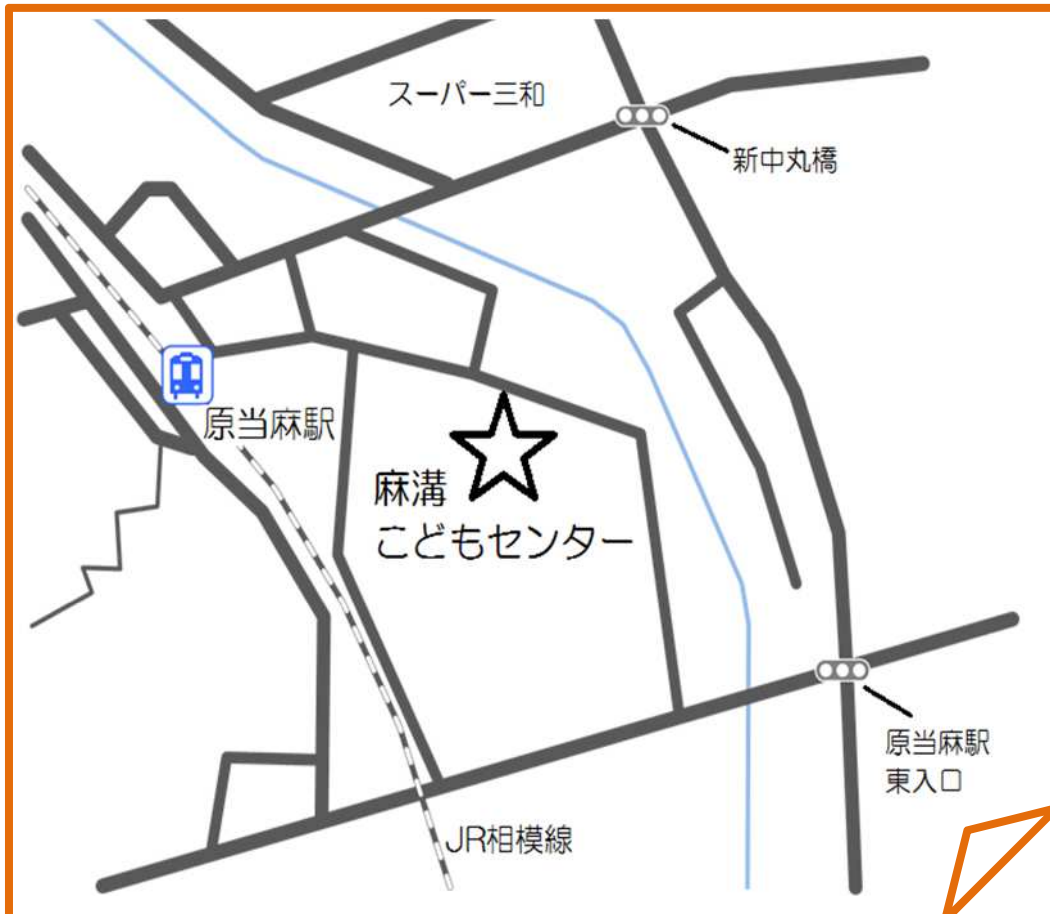 スーパー三和
新中丸橋
原当麻駅
麻溝
こどもセンター
原当麻駅
東入口
JR相模線